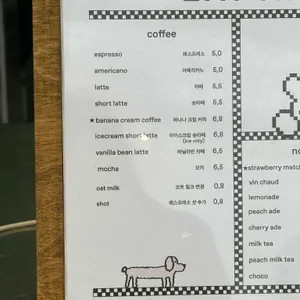 coffee
espresso 에스프레소 5,0
americano 아메리카노 5,0
latte 라떼 5,5
short latte 숏라떼 5,5
★banana cream coffee 바나나 크림 커피 6,8
icecream short latte 아이스크림 숏라떼 6,8
(ice only)
vanilla bean latte 바닐라빈 라떼 6,5
mocha 모카 6,5
oat milk 오트 밀크 변경 0,8
shot 에스프레소 샷 추가 0,8
★strawberry matc
vin chaud
lemonade
peach ade
cherry ade
milk tea
peach milk tea
choco